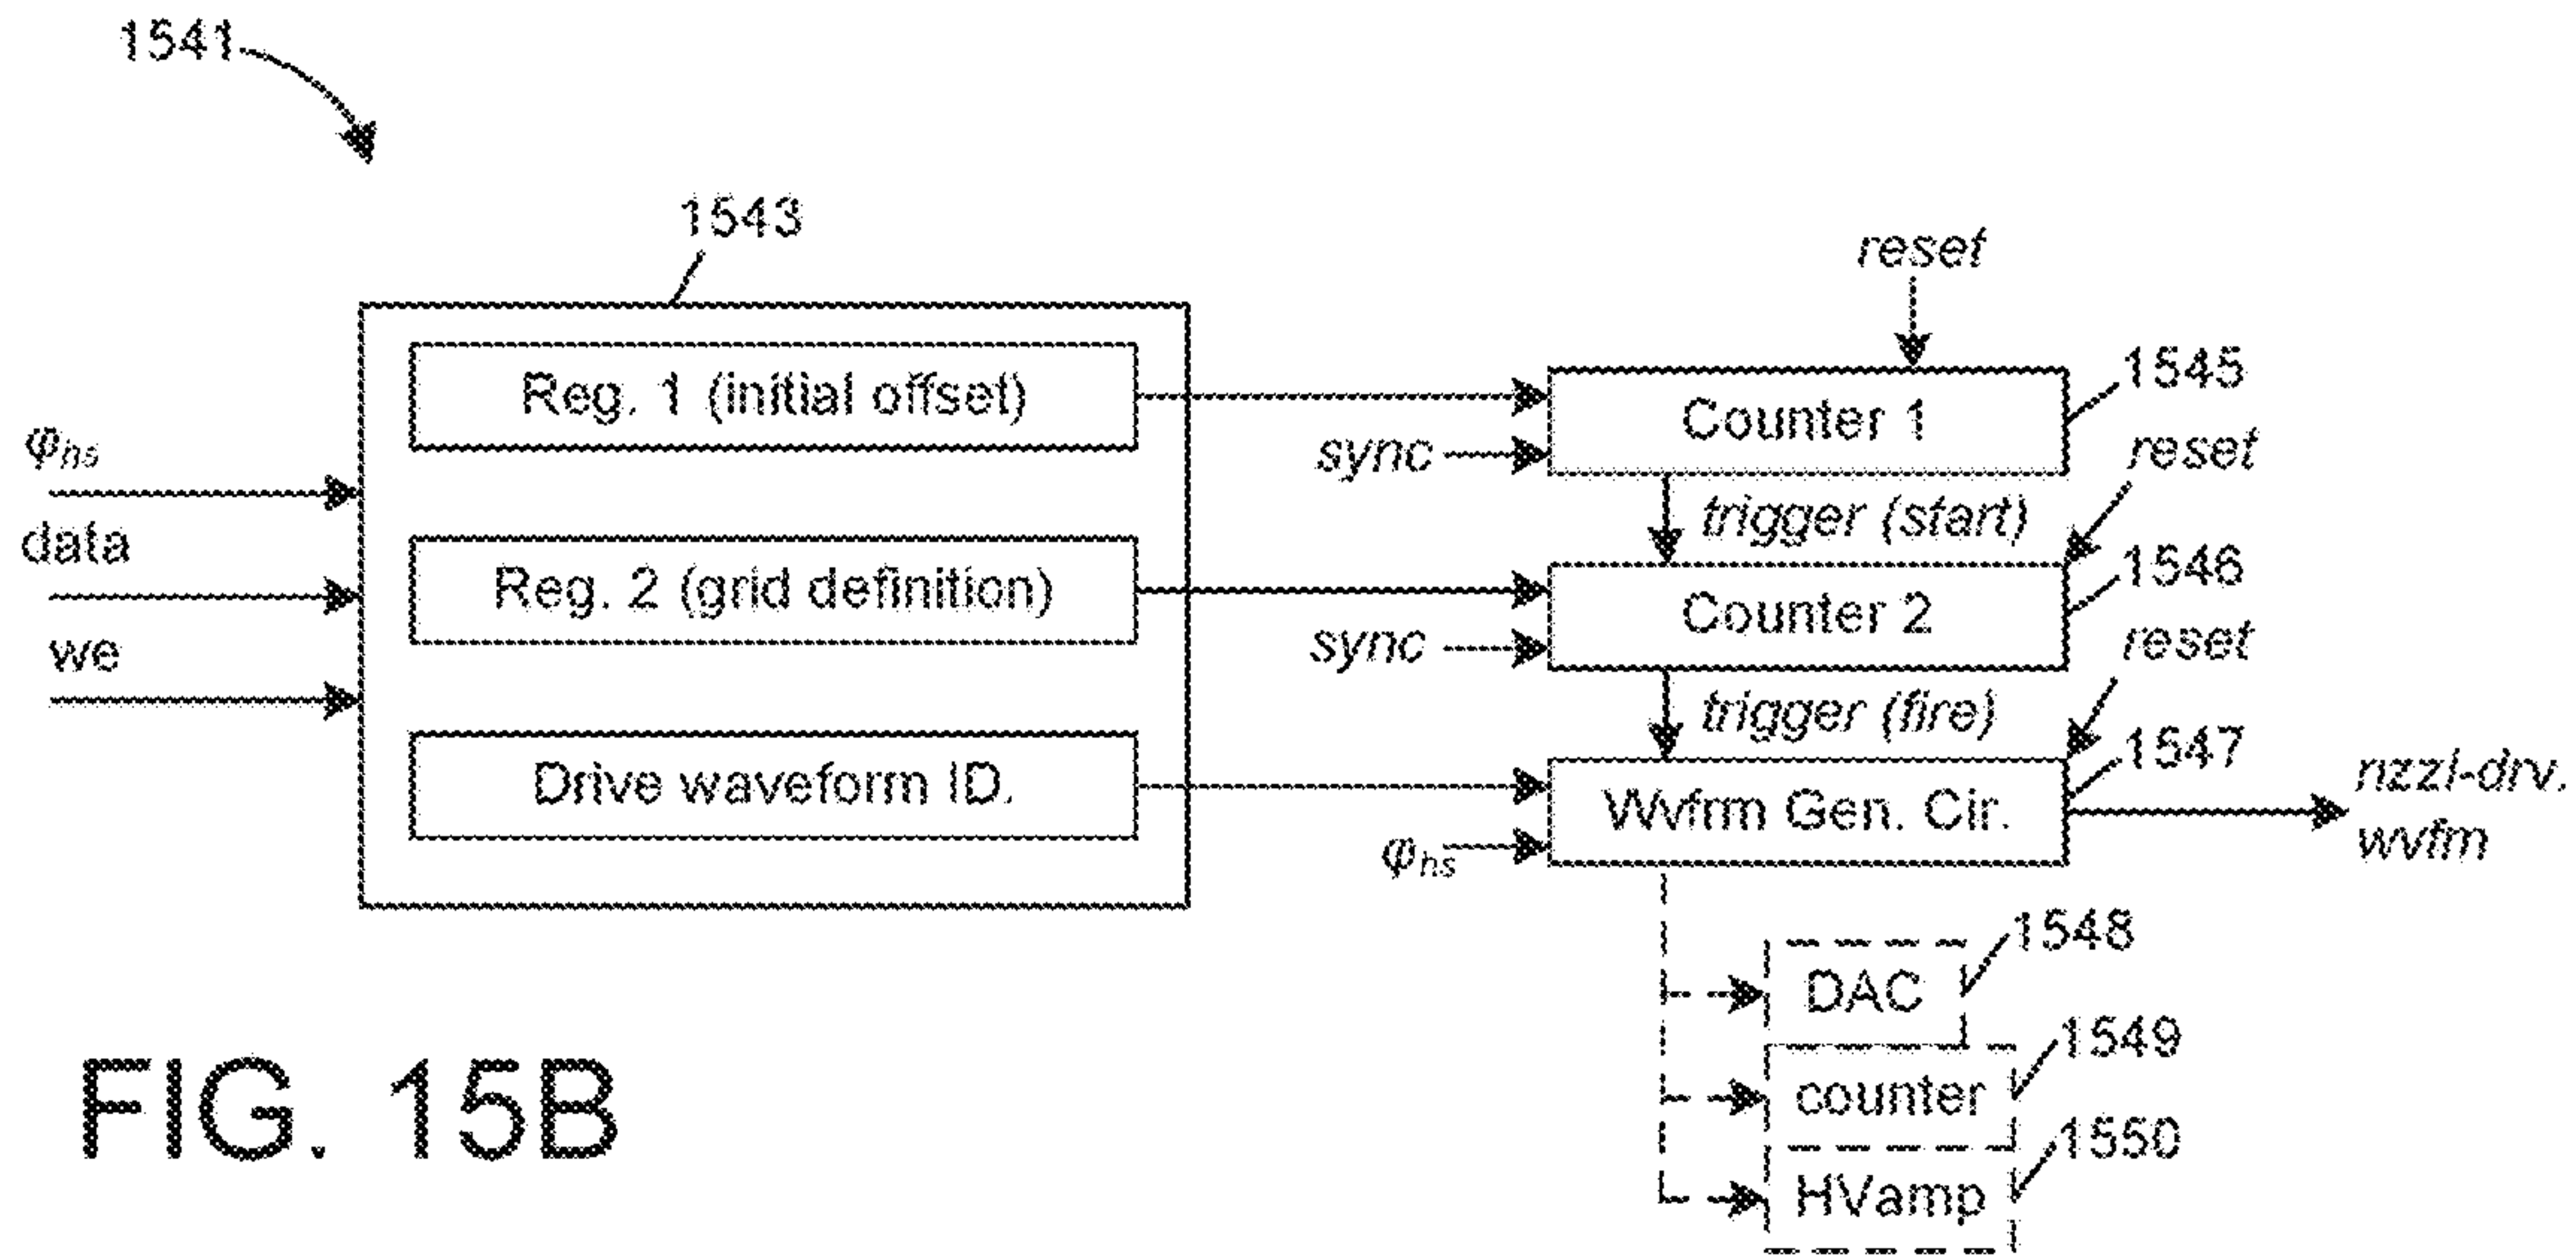 1541
1543
reset
Reg. 1 (initial offset)
Counter 1
1545
φhs
sync
reset
trigger (start)
data
Reg. 2 (grid definition)
Counter 2
1546
we
sync
reset
trigger (fire)
Drive waveform ID.
Wvfrm Gen. Cir.
1547
nzzl-drv.
wvfm
φhs
DAC
1548
counter
1549
HVamp
1550
FIG. 15B